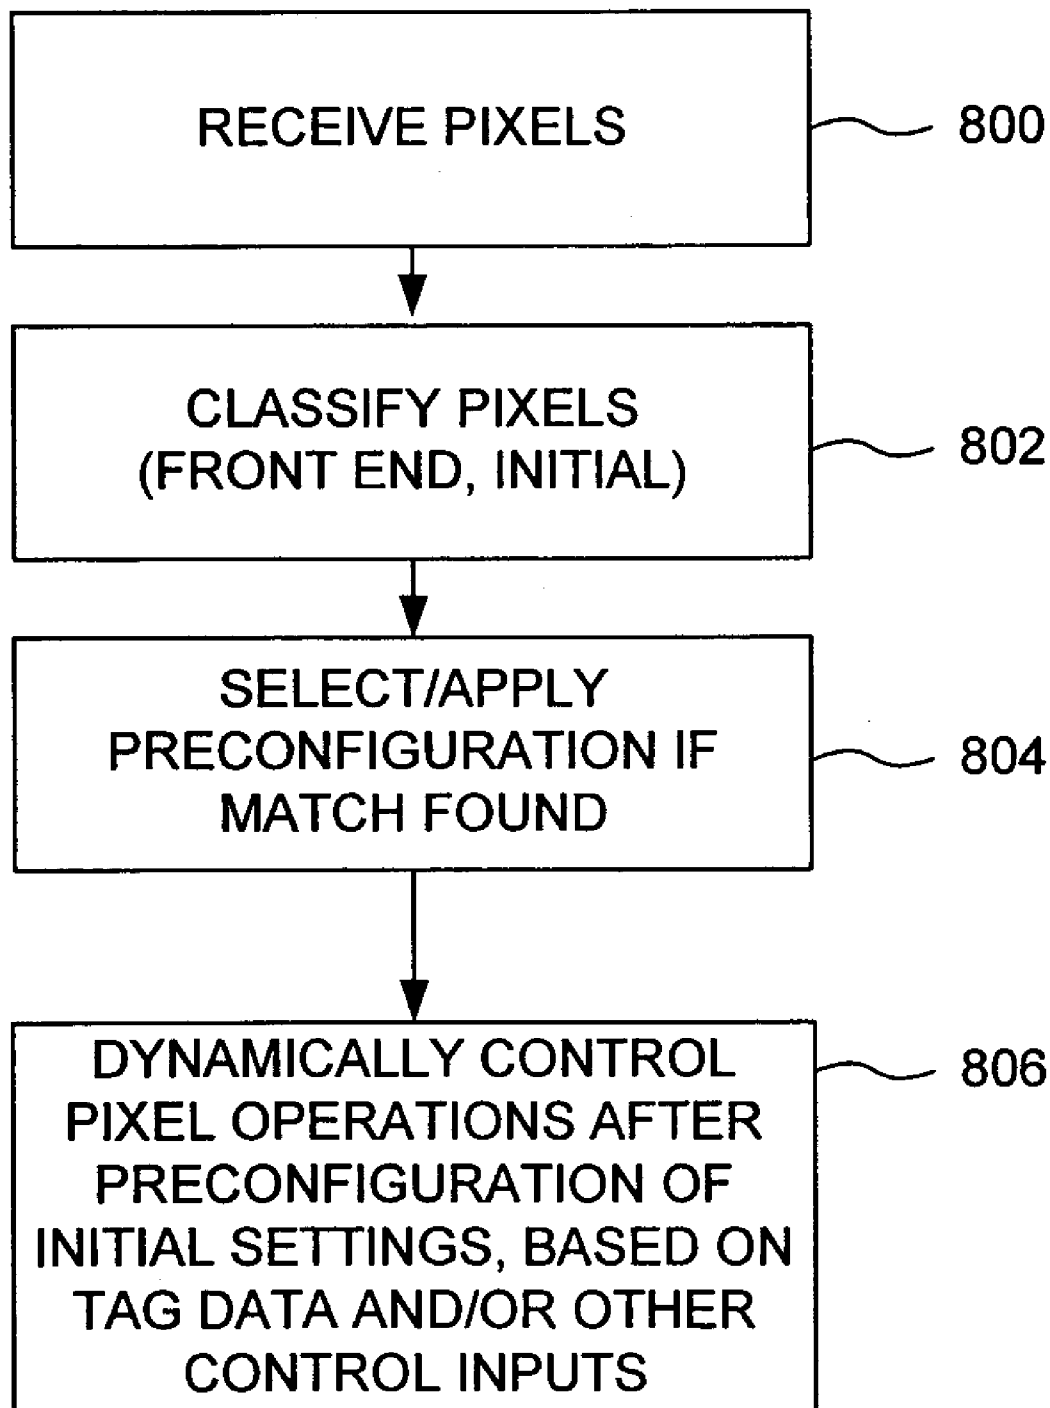 RECEIVE PIXELS
800
CLASSIFY PIXELS
(FRONT END, INITIAL)
802
SELECT/APPLY
PRECONFIGURATION IF
MATCH FOUND
804
DYNAMICALLY CONTROL
PIXEL OPERATIONS AFTER
PRECONFIGURATION OF
INITIAL SETTINGS, BASED ON
TAG DATA AND/OR OTHER
CONTROL INPUTS
806